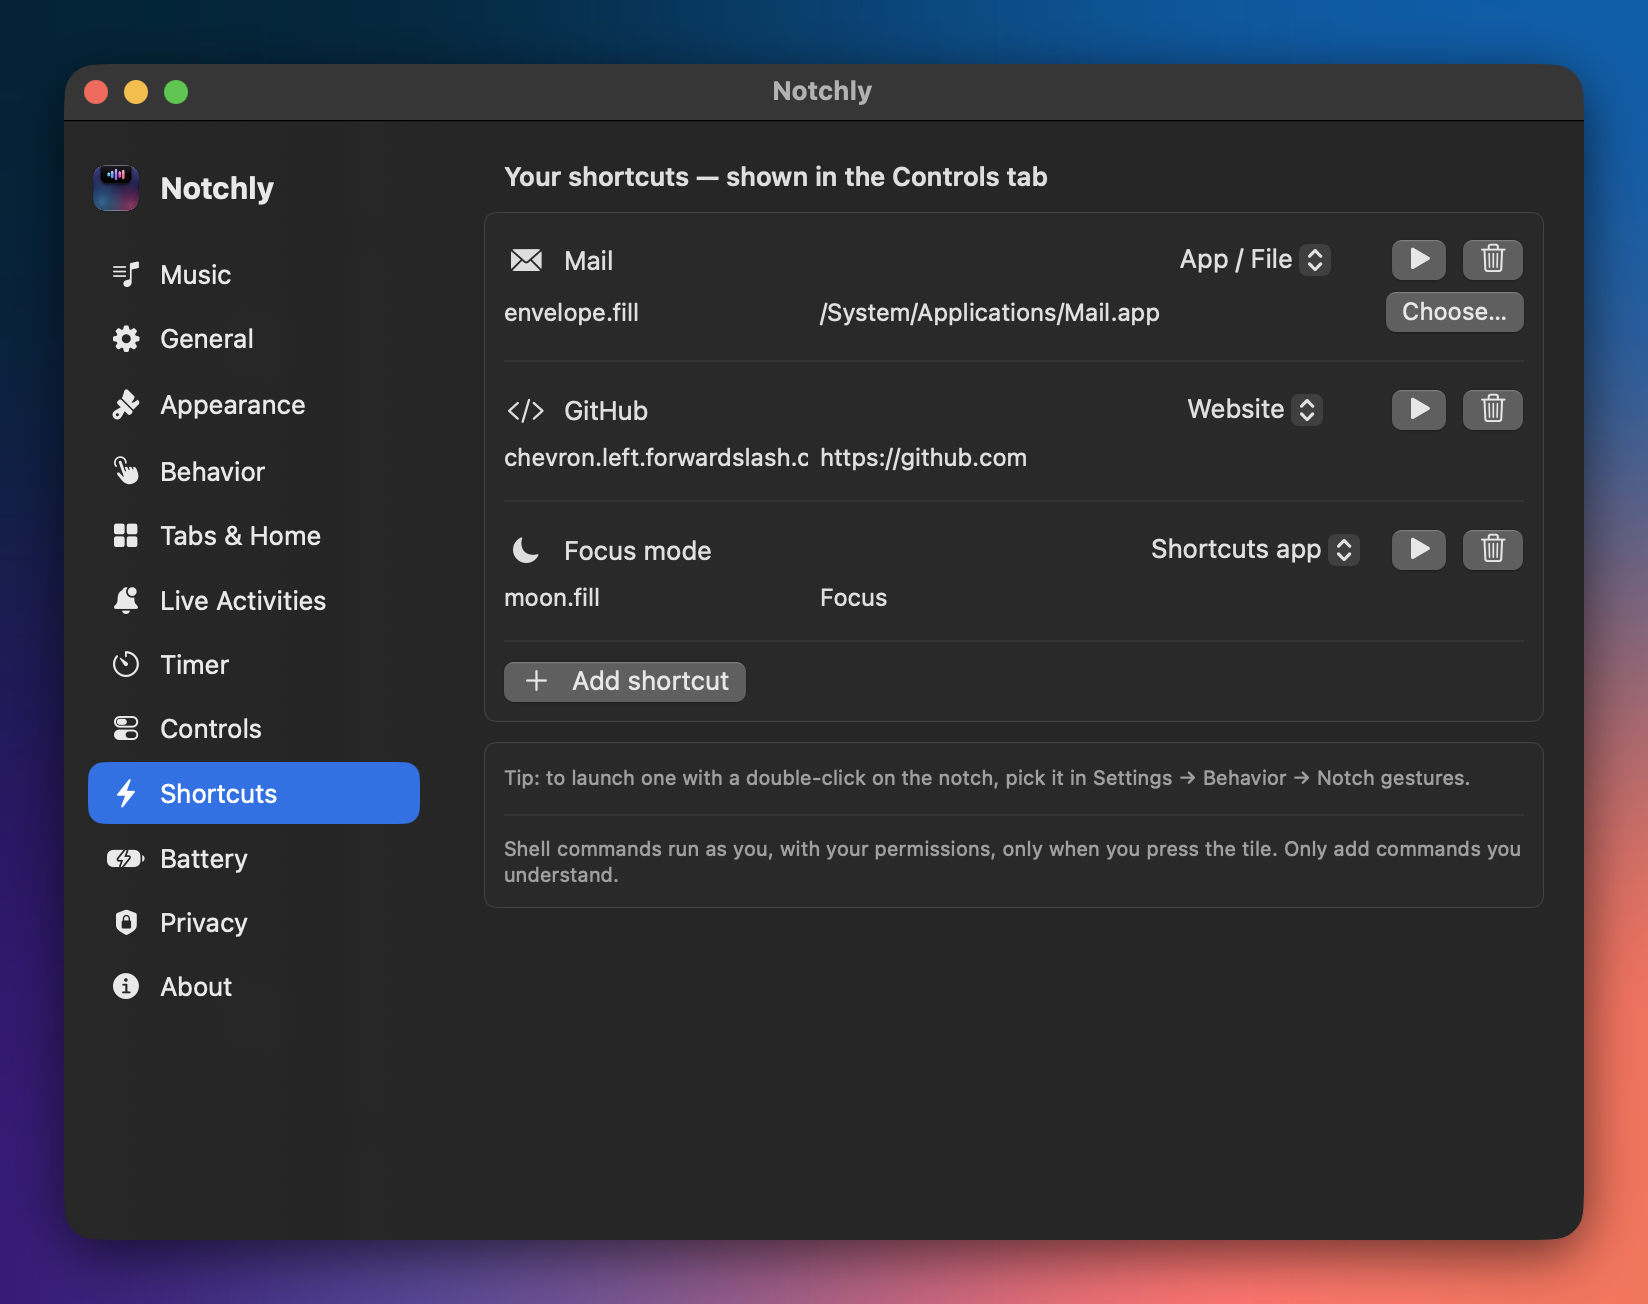 Notchly
Notchly
Music
General
Appearance
Behavior
Tabs & Home
Live Activities
Timer
Controls
Shortcuts
Battery
Privacy
About
Your shortcuts — shown in the Controls tab
Mail
App / File
envelope.fill
/System/Applications/Mail.app
Choose...
GitHub
Website
chevron.left.forwardslash.c
https://github.com
Focus mode
Shortcuts app
moon.fill
Focus
Add shortcut
Tip: to launch one with a double-click on the notch, pick it in Settings → Behavior → Notch gestures.
Shell commands run as you, with your permissions, only when you press the tile. Only add commands you
understand.